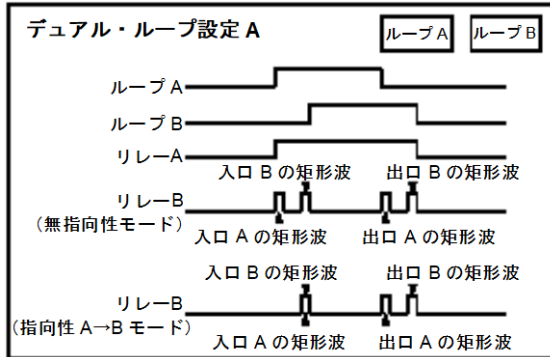 デュアル・ループ設定 A
ループ A
ループ B
ループ A
ループ B
リレーA
入口 B の矩形波
出口 B の矩形波
リレーB
(無指向性モード)
入口 A の矩形波
出口 A の矩形波
入口 B の矩形波
出口 B の矩形波
リレーB
(指向性 A→B モード)
入口 A の矩形波
出口 A の矩形波